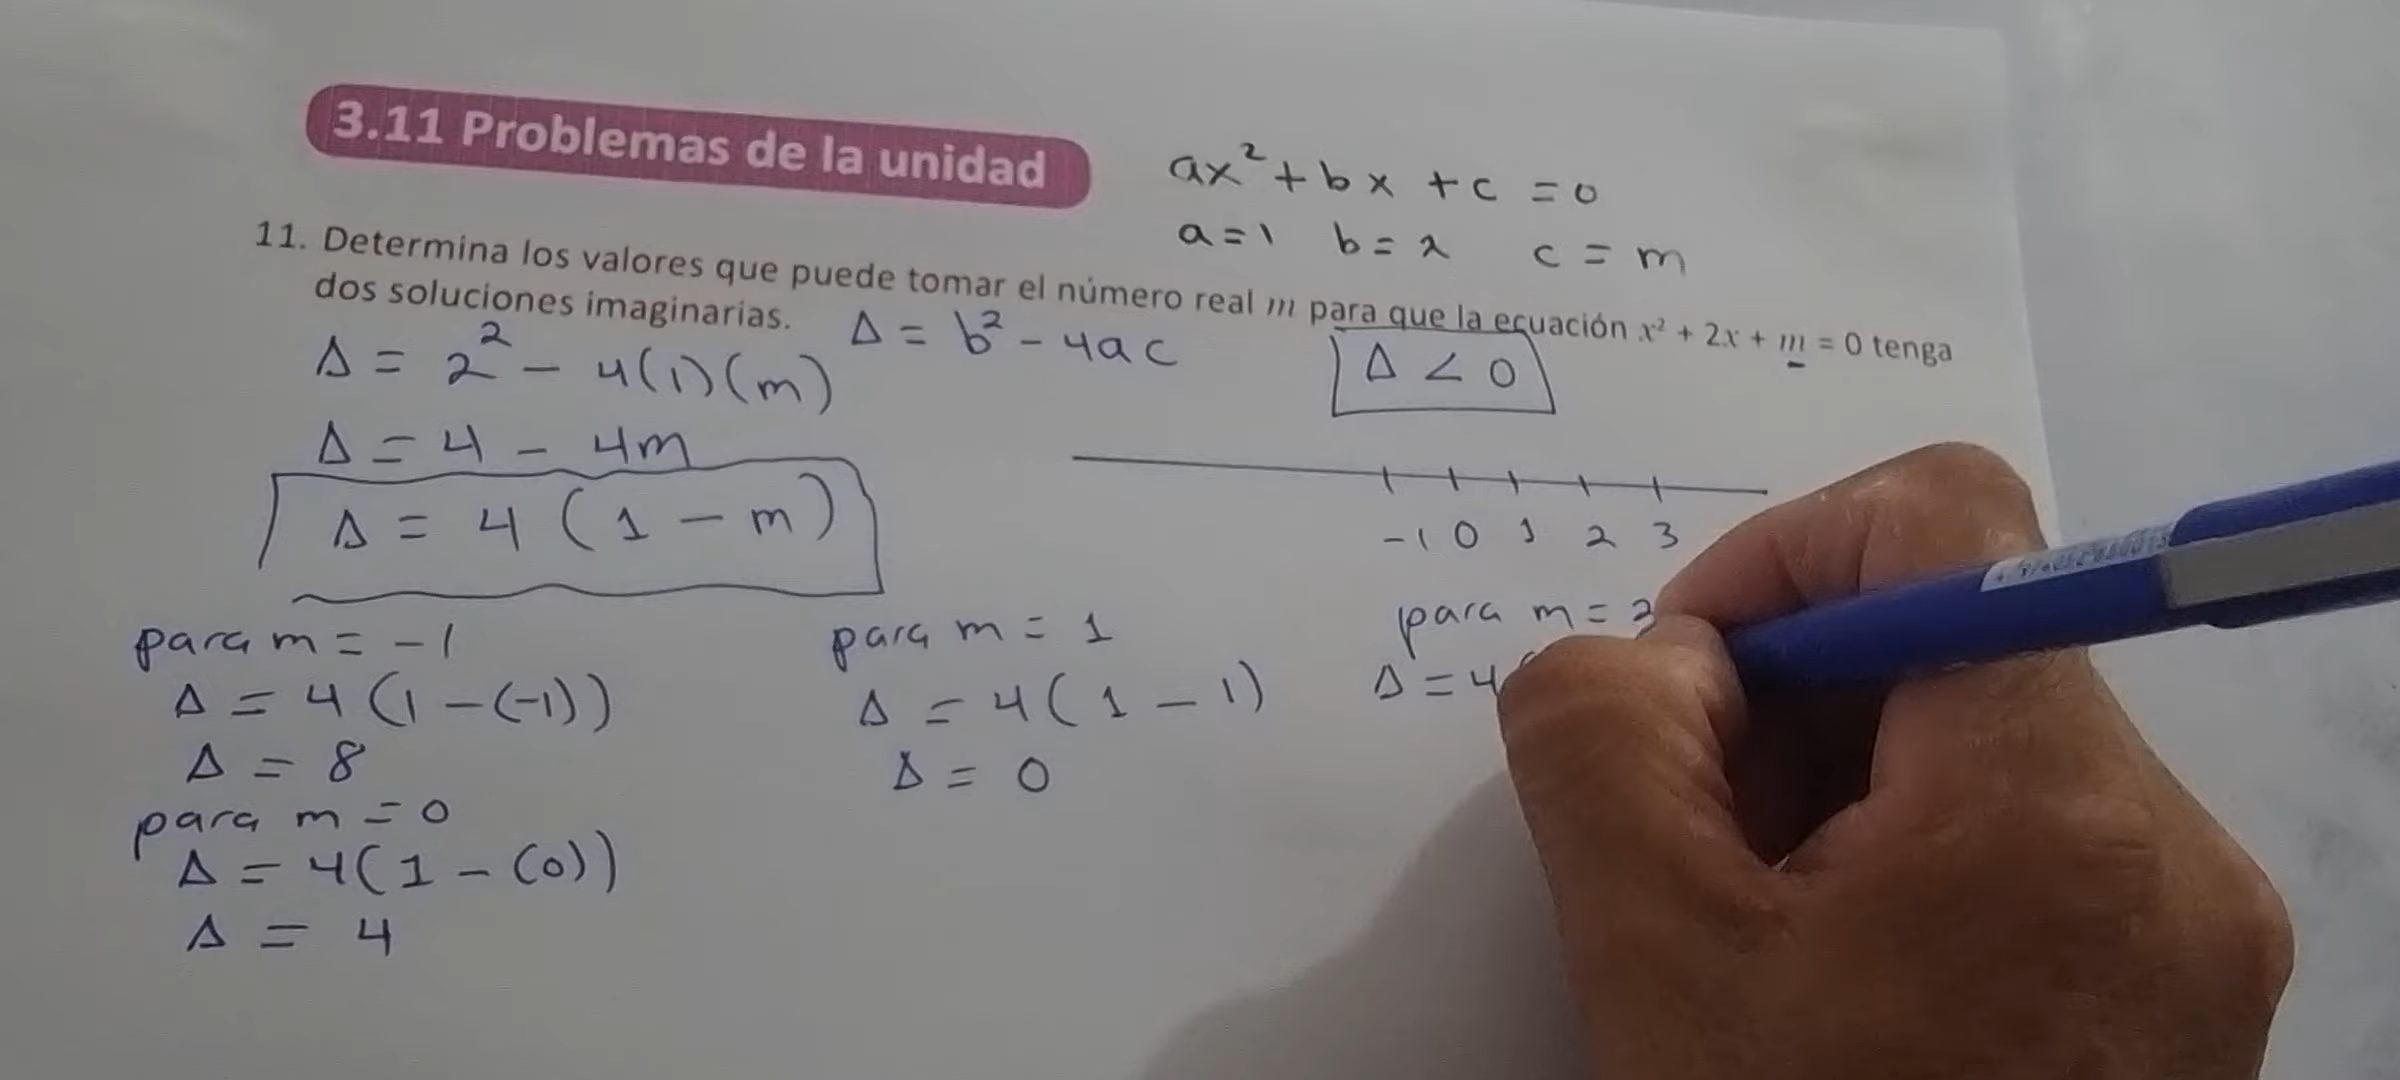 3.11 Problemas de la unidad
ax² + bx + c = 0
a = 1 b = 2 c = m
11. Determina los valores que puede tomar el número real m para que la ecuación x² + 2x + m = 0 tenga
dos soluciones imaginarias.
Δ = b² - 4ac
Δ < 0
Δ = 2² - 4(1)(m)
Δ = 4 - 4m
Δ = 4 (1 - m)
-1 0 1 2 3
para m = -1
Δ = 4 (1 - (-1))
Δ = 8
para m = 0
Δ = 4(1 - (0))
Δ = 4
para m = 1
Δ = 4(1 - 1)
Δ = 0
para m = 2
Δ = 4(